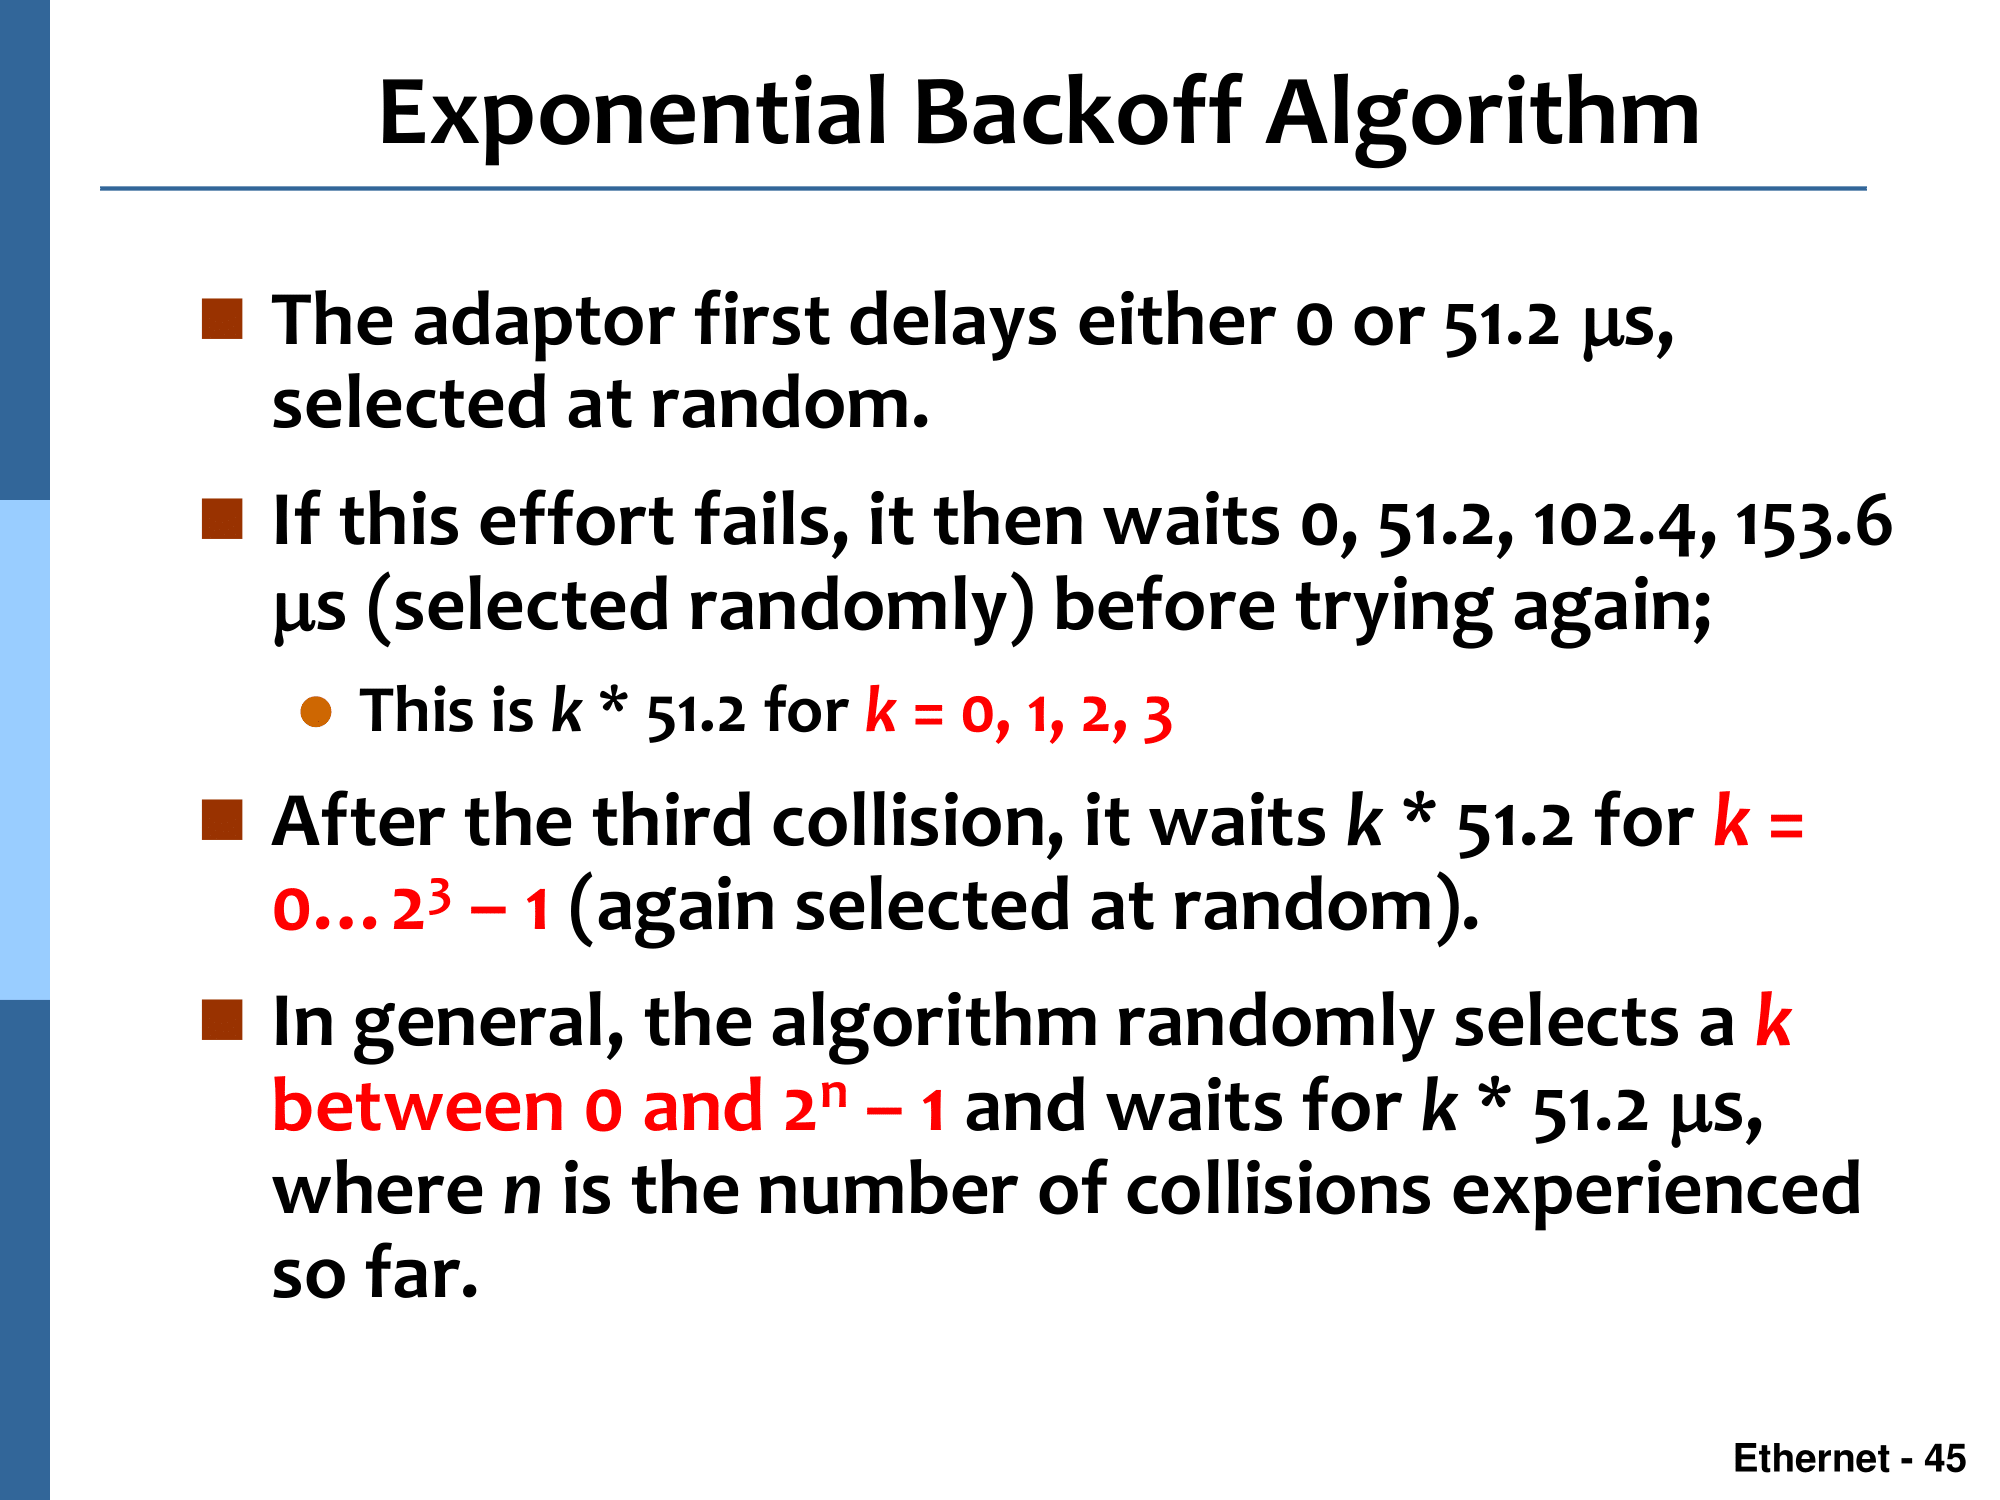 Exponential Backoff Algorithm
The adaptor first delays either 0 or 51.2 μs,
selected at random.
If this effort fails, it then waits 0, 51.2, 102.4, 153.6
μs (selected randomly) before trying again;
This is k * 51.2 for k = 0, 1, 2, 3
After the third collision, it waits k * 51.2 for k =
0… 2³ – 1 (again selected at random).
In general, the algorithm randomly selects a k
between 0 and 2ⁿ – 1 and waits for k * 51.2 μs,
where n is the number of collisions experienced
so far.
Ethernet - 45